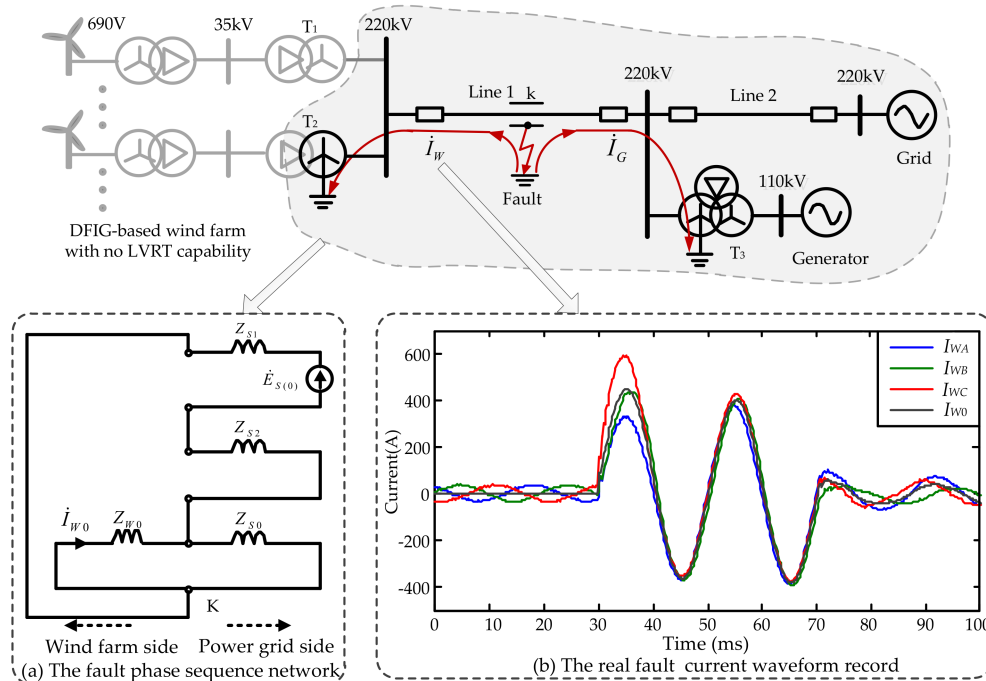 690V
35kV
T1
220kV
T2
Line 1
k
220kV
Line 2
220kV
İW
İG
Fault
Grid
110kV
T3
Generator
DFIG-based wind farm
with no LVRT capability
ZS1
ĖS(0)
ZS2
İW0
ZW0
ZS0
K
Wind farm side
Power grid side
(a) The fault phase sequence network
Current(A)
600
400
200
0
-200
-400
0
10
20
30
40
50
60
70
80
90
100
Time (ms)
IWA
IWB
IWC
IW0
(b) The real fault current waveform record